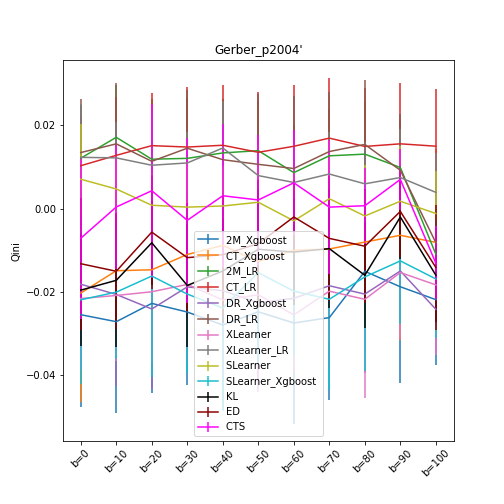 Gerber_p2004'
Qini
0.02
0.00
−0.02
−0.04
2M_Xgboost
CT_Xgboost
2M_LR
CT_LR
DR_Xgboost
DR_LR
XLearner
XLearner_LR
SLearner
SLearner_Xgboost
KL
ED
CTS
b=0
b=10
b=20
b=30
b=40
b=50
b=60
b=70
b=80
b=90
b=100